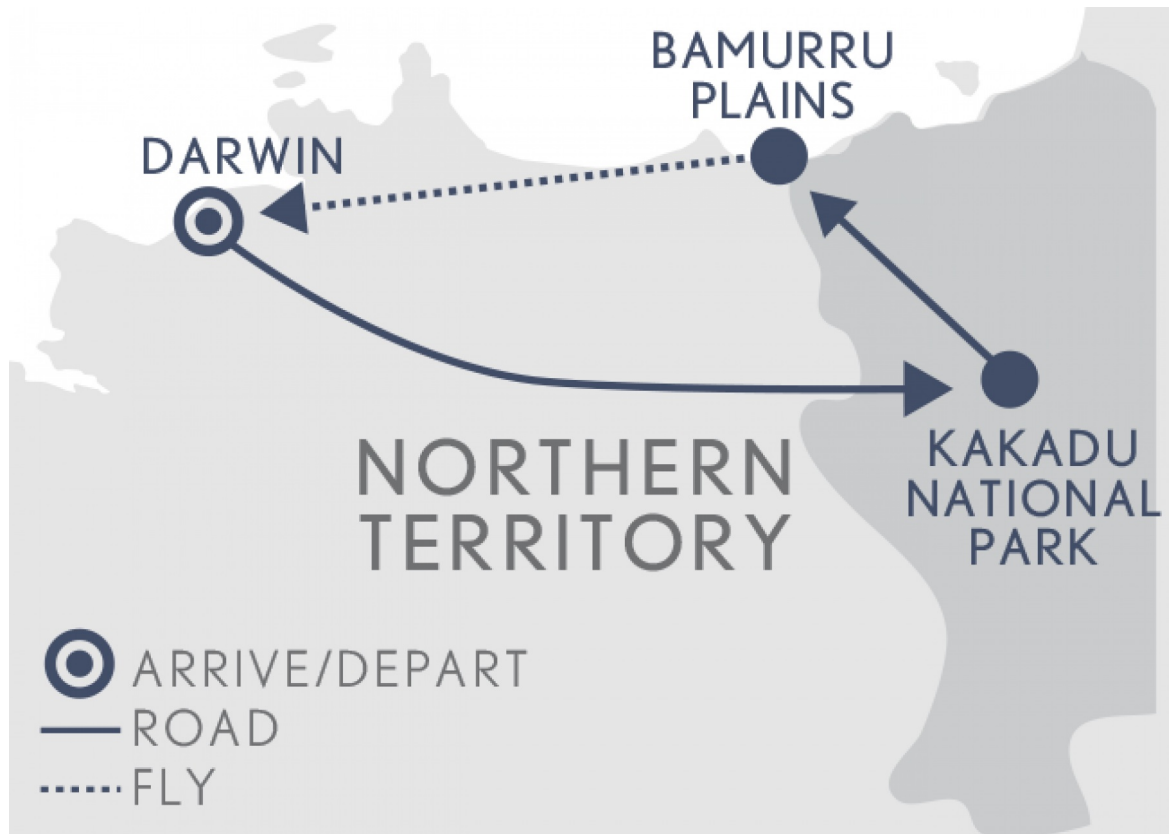 BAMURRU
PLAINS
DARWIN
KAKADU
NATIONAL
PARK
NORTHERN
TERRITORY
ARRIVE/DEPART
ROAD
FLY